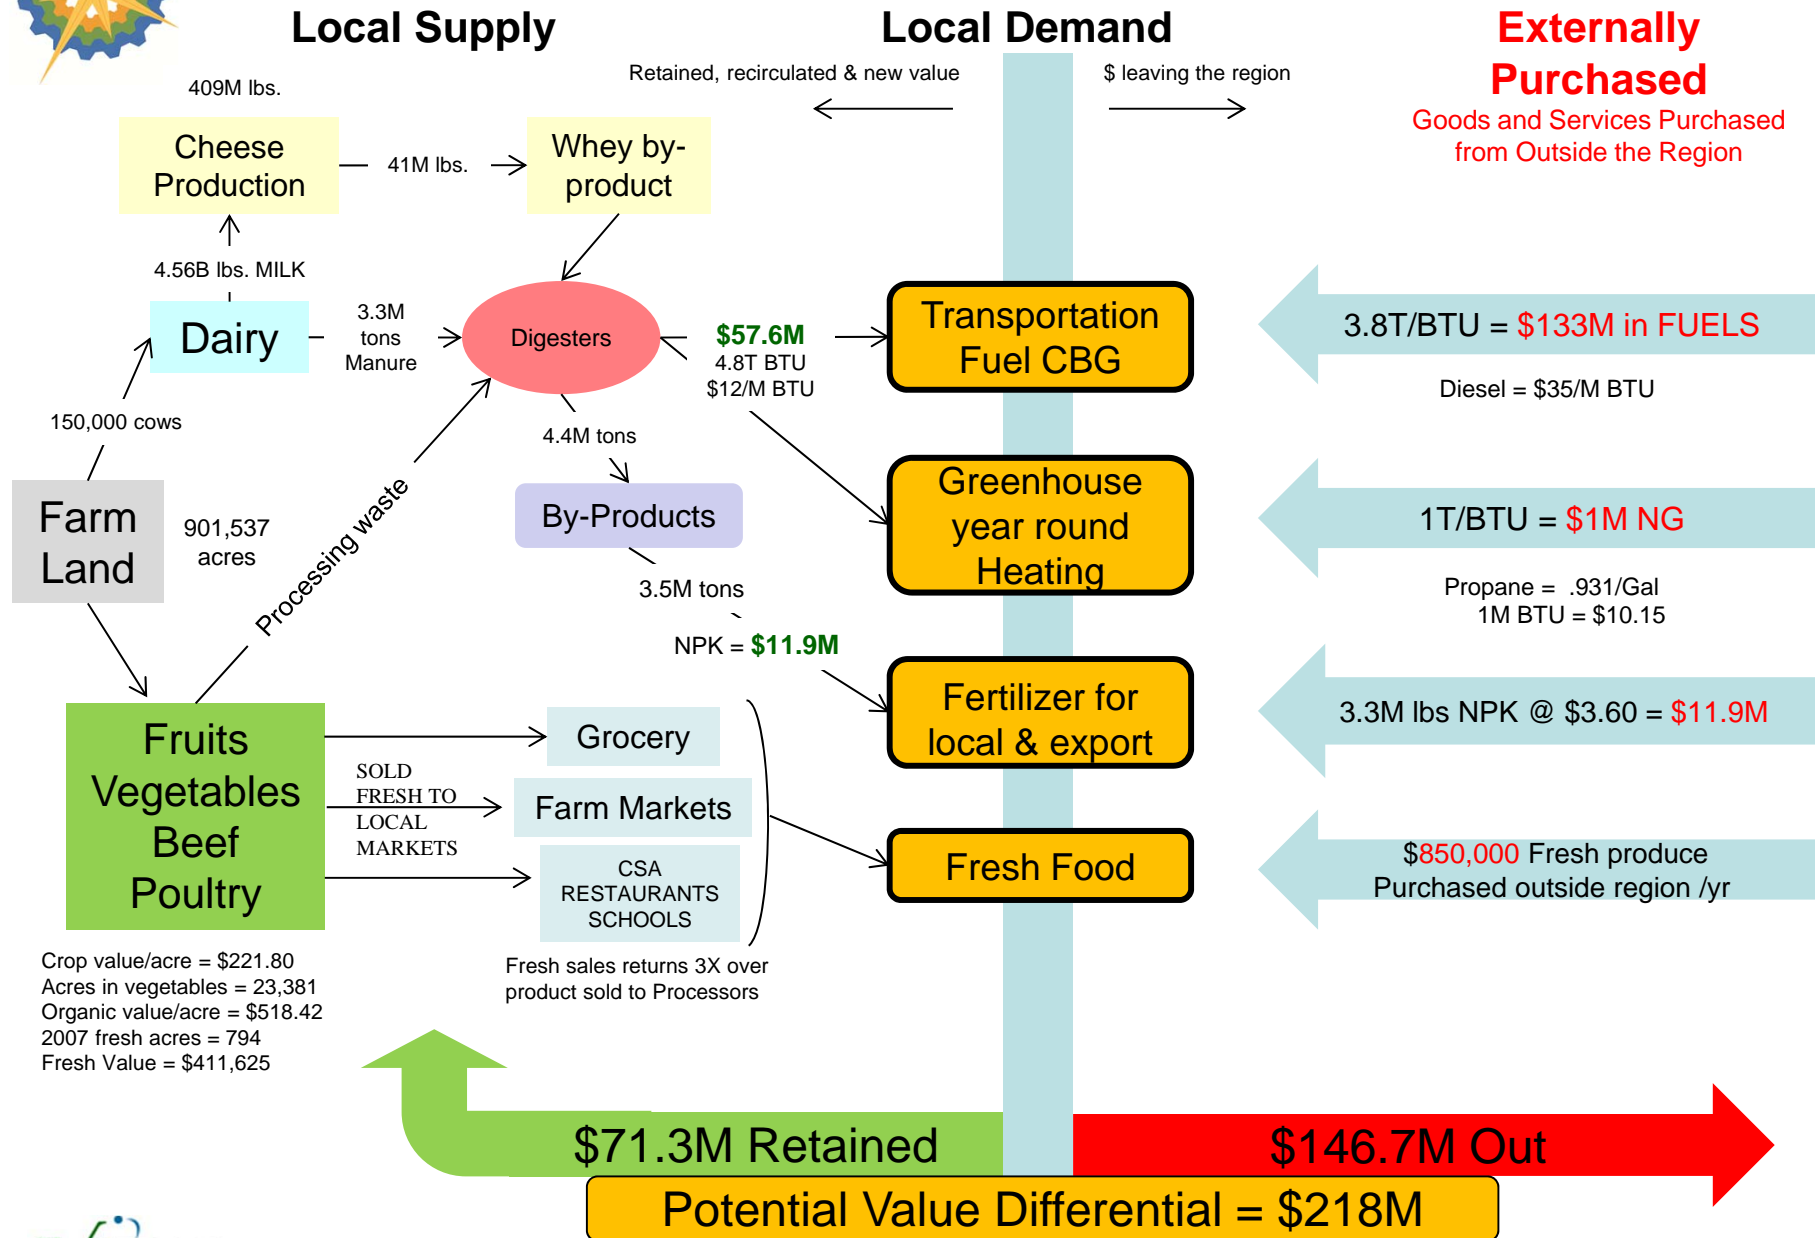 Local Supply
Local Demand
Externally
Purchased
Goods and Services Purchased
from Outside the Region
Retained, recirculated & new value
$ leaving the region
409M lbs.
Cheese
Production
41M lbs.
Whey by-
product
4.56B lbs. MILK
Dairy
3.3M
tons
Manure
Digesters
$57.6M
4.8T BTU
$12/M BTU
Transportation
Fuel CBG
3.8T/BTU = $133M in FUELS
Diesel = $35/M BTU
150,000 cows
4.4M tons
Farm
Land
901,537
acres
Processing waste
By-Products
Greenhouse
year round
Heating
1T/BTU = $1M NG
Propane = .931/Gal
1M BTU = $10.15
3.5M tons
NPK = $11.9M
Fertilizer for
local & export
3.3M lbs NPK @ $3.60 = $11.9M
Fruits
Vegetables
Beef
Poultry
SOLD
FRESH TO
LOCAL
MARKETS
Grocery
Farm Markets
CSA
RESTAURANTS
SCHOOLS
Fresh Food
$850,000 Fresh produce
Purchased outside region /yr
Crop value/acre = $221.80
Acres in vegetables = 23,381
Organic value/acre = $518.42
2007 fresh acres = 794
Fresh Value = $411,625
Fresh sales returns 3X over
product sold to Processors
$71.3M Retained
$146.7M Out
Potential Value Differential = $218M